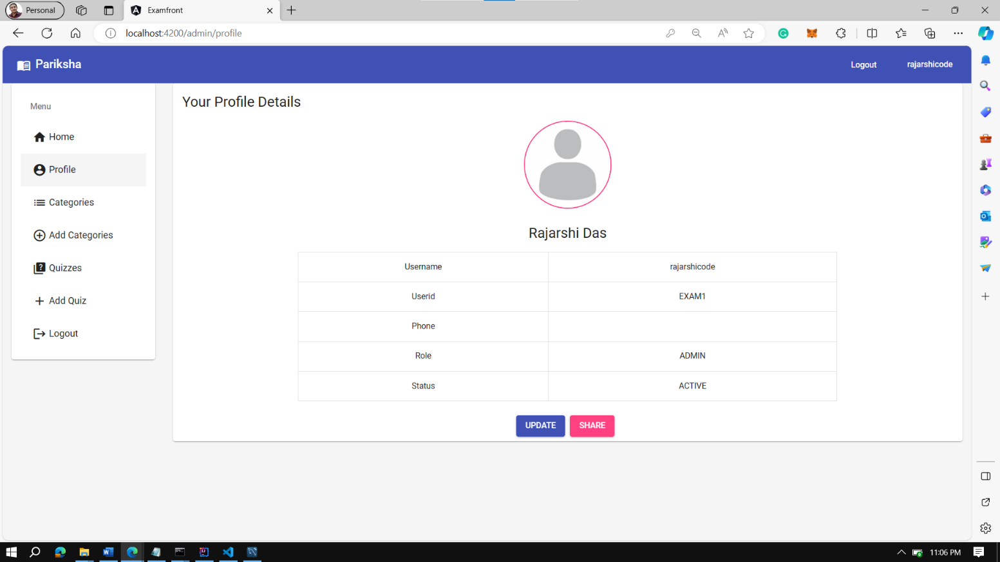 Personal
Examfront
localhost:4200/admin/profile
Pariksha
Logout
rajarshicode
Menu
Home
Profile
Categories
Add Categories
Quizzes
Add Quiz
Logout
Your Profile Details
Rajarshi Das
Username rajarshicode
Userid EXAM1
Phone
Role ADMIN
Status ACTIVE
UPDATE SHARE
11:06 PM